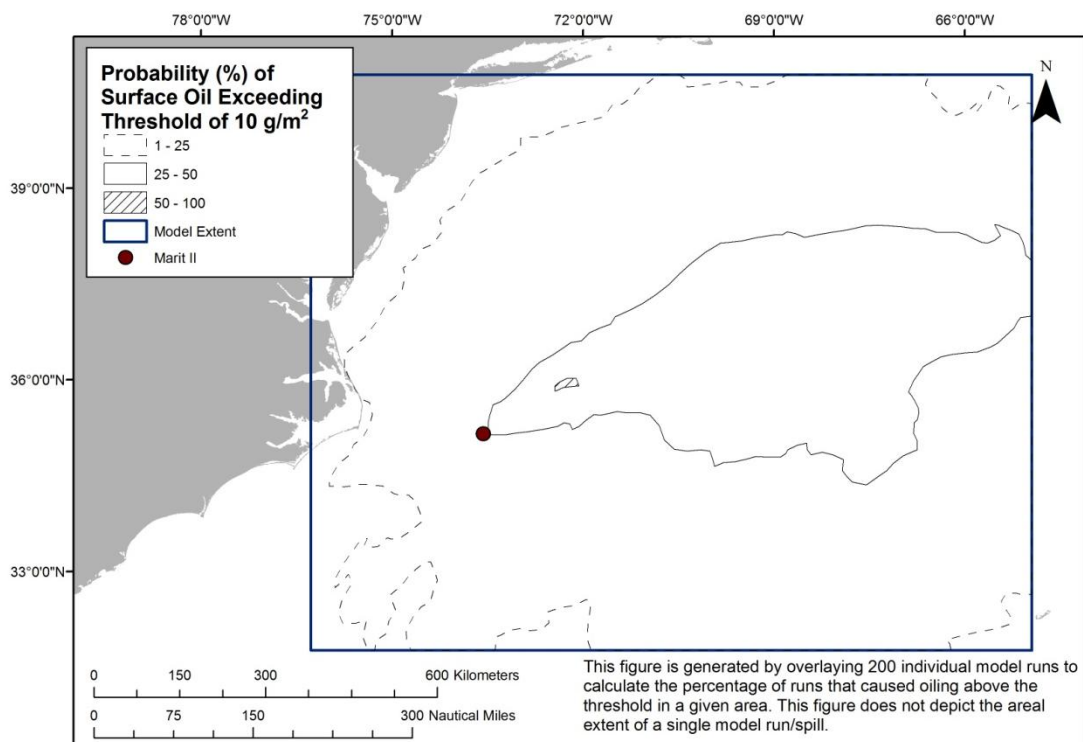 78°0'0"W 75°0'0"W 72°0'0"W 69°0'0"W 66°0'0"W
Probability (%) of
Surface Oil Exceeding
Threshold of 10 g/m²
1 - 25
25 - 50
50 - 100
Model Extent
Marit II
N
39°0'0"N
36°0'0"N
33°0'0"N
0 150 300 600 Kilometers
0 75 150 300 Nautical Miles
This figure is generated by overlaying 200 individual model runs to
calculate the percentage of runs that caused oiling above the
threshold in a given area. This figure does not depict the areal
extent of a single model run/spill.